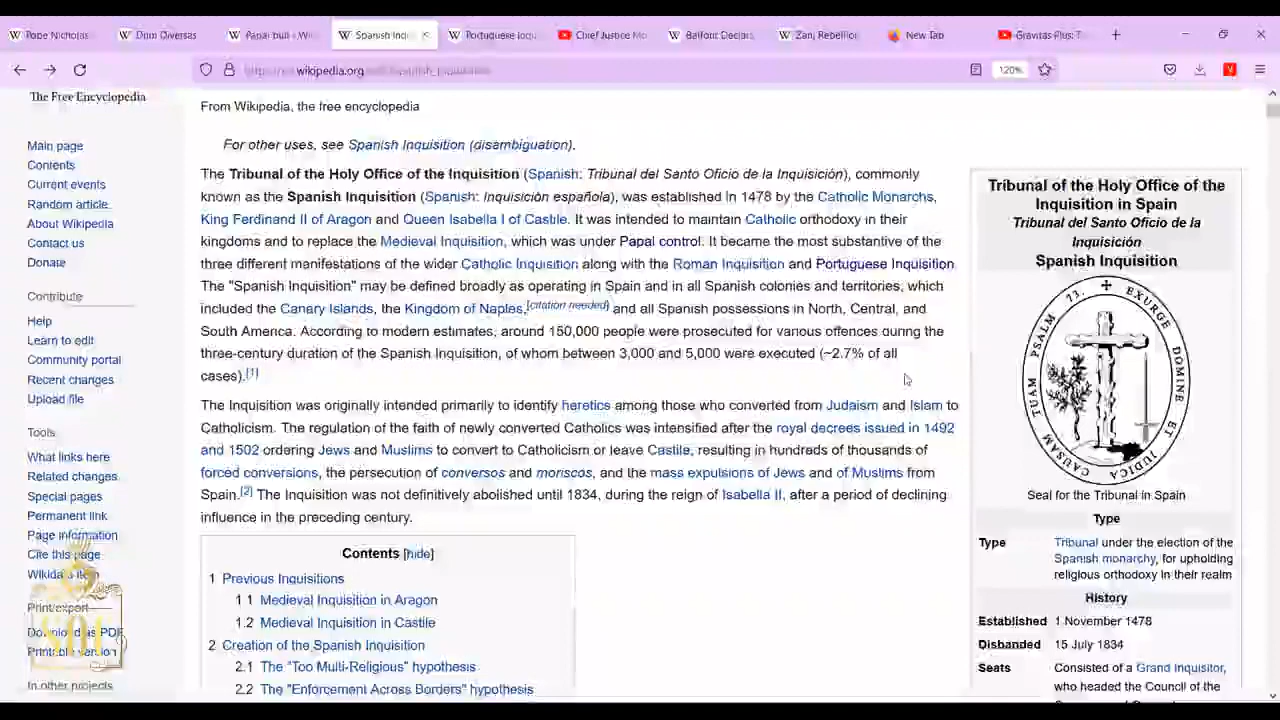 Pope Nicholas
Dum Diversas
Papal bull - Wi
Spanish Inqu
Portuguese Inqu
Chief Justice Mo
Balfour Declara
Zanj Rebellion
New Tab
Gravitas Plus: T
wikipedia.org
120%
The Free Encyclopedia
Main page
Contents
Current events
Random article
About Wikipedia
Contact us
Donate
Contribute
Help
Learn to edit
Community portal
Recent changes
Upload file
Tools
What links here
Related changes
Special pages
Permanent link
Page information
Cite this page
Wikidata item
Print/export
Download as PDF
Printable version
In other projects
From Wikipedia, the free encyclopedia
For other uses, see Spanish Inquisition (disambiguation).
The Tribunal of the Holy Office of the Inquisition (Spanish: Tribunal del Santo Oficio de la Inquisición), commonly
known as the Spanish Inquisition (Spanish: Inquisición española), was established in 1478 by the Catholic Monarchs,
King Ferdinand II of Aragon and Queen Isabella I of Castile. It was intended to maintain Catholic orthodoxy in their
kingdoms and to replace the Medieval Inquisition, which was under Papal control. It became the most substantive of the
three different manifestations of the wider Catholic Inquisition along with the Roman Inquisition and Portuguese Inquisition
The "Spanish Inquisition" may be defined broadly as operating in Spain and in all Spanish colonies and territories, which
included the Canary Islands, the Kingdom of Naples,[citation needed] and all Spanish possessions in North, Central, and
South America. According to modern estimates, around 150,000 people were prosecuted for various offences during the
three-century duration of the Spanish Inquisition, of whom between 3,000 and 5,000 were executed (~2.7% of all
cases).[1]
The Inquisition was originally intended primarily to identify heretics among those who converted from Judaism and Islam to
Catholicism. The regulation of the faith of newly converted Catholics was intensified after the royal decrees issued in 1492
and 1502 ordering Jews and Muslims to convert to Catholicism or leave Castile, resulting in hundreds of thousands of
forced conversions, the persecution of conversos and moriscos, and the mass expulsions of Jews and of Muslims from
Spain.[2] The Inquisition was not definitively abolished until 1834, during the reign of Isabella II, after a period of declining
influence in the preceding century.
Contents [hide]
1 Previous Inquisitions
1.1 Medieval Inquisition in Aragon
1.2 Medieval Inquisition in Castile
2 Creation of the Spanish Inquisition
2.1 The "Too Multi-Religious" hypothesis
2.2 The "Enforcement Across Borders" hypothesis
Tribunal of the Holy Office of the
Inquisition in Spain
Tribunal del Santo Oficio de la
Inquisición
Spanish Inquisition
EXURGE DOMINE ET JUDICA CAUSAM TUAM PSALM 73.
Seal for the Tribunal in Spain
Type
Type Tribunal under the election of the
Spanish monarchy, for upholding
religious orthodoxy in their realm
History
Established 1 November 1478
Disbanded 15 July 1834
Seats Consisted of a Grand Inquisitor,
who headed the Council of the